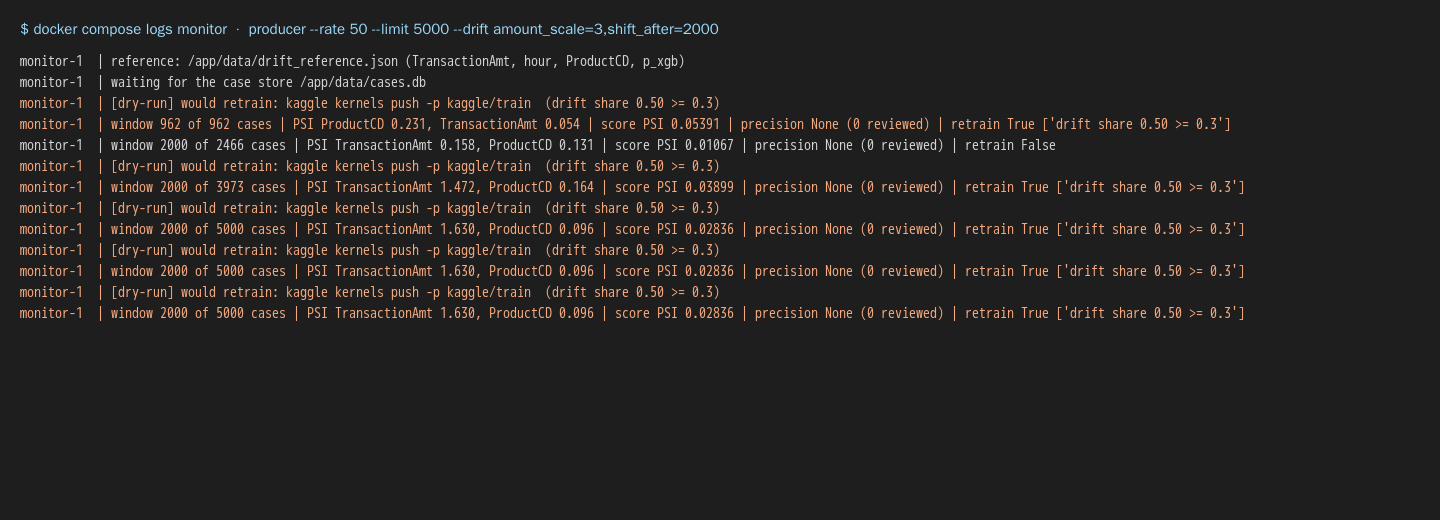 $ docker compose logs monitor · producer --rate 50 --limit 5000 --drift amount_scale=3,shift_after=2000
monitor-1 | reference: /app/data/drift_reference.json (TransactionAmt, hour, ProductCD, p_xgb)
monitor-1 | waiting for the case store /app/data/cases.db
monitor-1 | [dry-run] would retrain: kaggle kernels push -p kaggle/train (drift share 0.50 >= 0.3)
monitor-1 | window 962 of 962 cases | PSI ProductCD 0.231, TransactionAmt 0.054 | score PSI 0.05391 | precision None (0 reviewed) | retrain True ['drift share 0.50 >= 0.3']
monitor-1 | window 2000 of 2466 cases | PSI TransactionAmt 0.158, ProductCD 0.131 | score PSI 0.01067 | precision None (0 reviewed) | retrain False
monitor-1 | [dry-run] would retrain: kaggle kernels push -p kaggle/train (drift share 0.50 >= 0.3)
monitor-1 | window 2000 of 3973 cases | PSI TransactionAmt 1.472, ProductCD 0.164 | score PSI 0.03899 | precision None (0 reviewed) | retrain True ['drift share 0.50 >= 0.3']
monitor-1 | [dry-run] would retrain: kaggle kernels push -p kaggle/train (drift share 0.50 >= 0.3)
monitor-1 | window 2000 of 5000 cases | PSI TransactionAmt 1.630, ProductCD 0.096 | score PSI 0.02836 | precision None (0 reviewed) | retrain True ['drift share 0.50 >= 0.3']
monitor-1 | [dry-run] would retrain: kaggle kernels push -p kaggle/train (drift share 0.50 >= 0.3)
monitor-1 | window 2000 of 5000 cases | PSI TransactionAmt 1.630, ProductCD 0.096 | score PSI 0.02836 | precision None (0 reviewed) | retrain True ['drift share 0.50 >= 0.3']
monitor-1 | [dry-run] would retrain: kaggle kernels push -p kaggle/train (drift share 0.50 >= 0.3)
monitor-1 | window 2000 of 5000 cases | PSI TransactionAmt 1.630, ProductCD 0.096 | score PSI 0.02836 | precision None (0 reviewed) | retrain True ['drift share 0.50 >= 0.3']